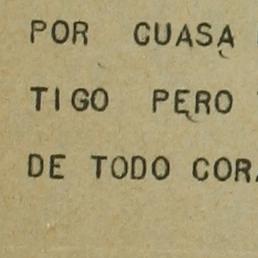 POR CUASA
TIGO PERO
DE TODO COR